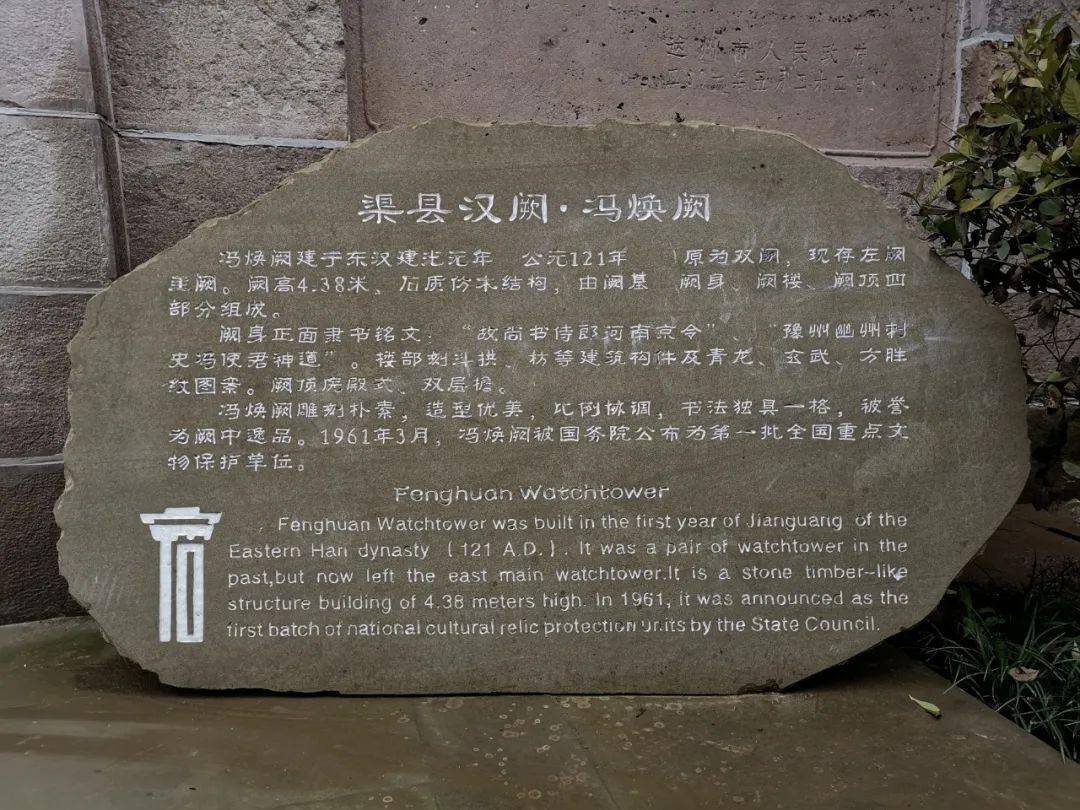 达州市人民政府
渠县汉阙·冯焕阙
冯焕阙建于东汉建光元年 公元121年 （原为双阙，现存左阙
主阙。阙高4.38米，石质仿木结构，由阙基 阙身、阙楼、阙顶四
部分组成。
阙身正面隶书铭文：“故尚书侍郎河南京令”、“豫州幽州刺
史冯使君神道”。楼部刻斗拱、枋等建筑构件及青龙、玄武、方胜
纹图案。阙顶庑殿式、双层檐。
冯焕阙雕刻朴素，造型优美，比例协调，书法独具一格，被誉
为阙中逸品。1961年3月，冯焕阙被国务院公布为第一批全国重点文
物保护单位。
Fenghuan Watchtower
Fenghuan Watchtower was built in the first year of Jianguang of the
Eastern Han dynasty (121 A.D.). It was a pair of watchtower in the
past,but now left the east main watchtower.It is a stone timber-like
structure building of 4.38 meters high. In 1961, it was announced as the
first batch of national cultural relic protection units by the State Council.